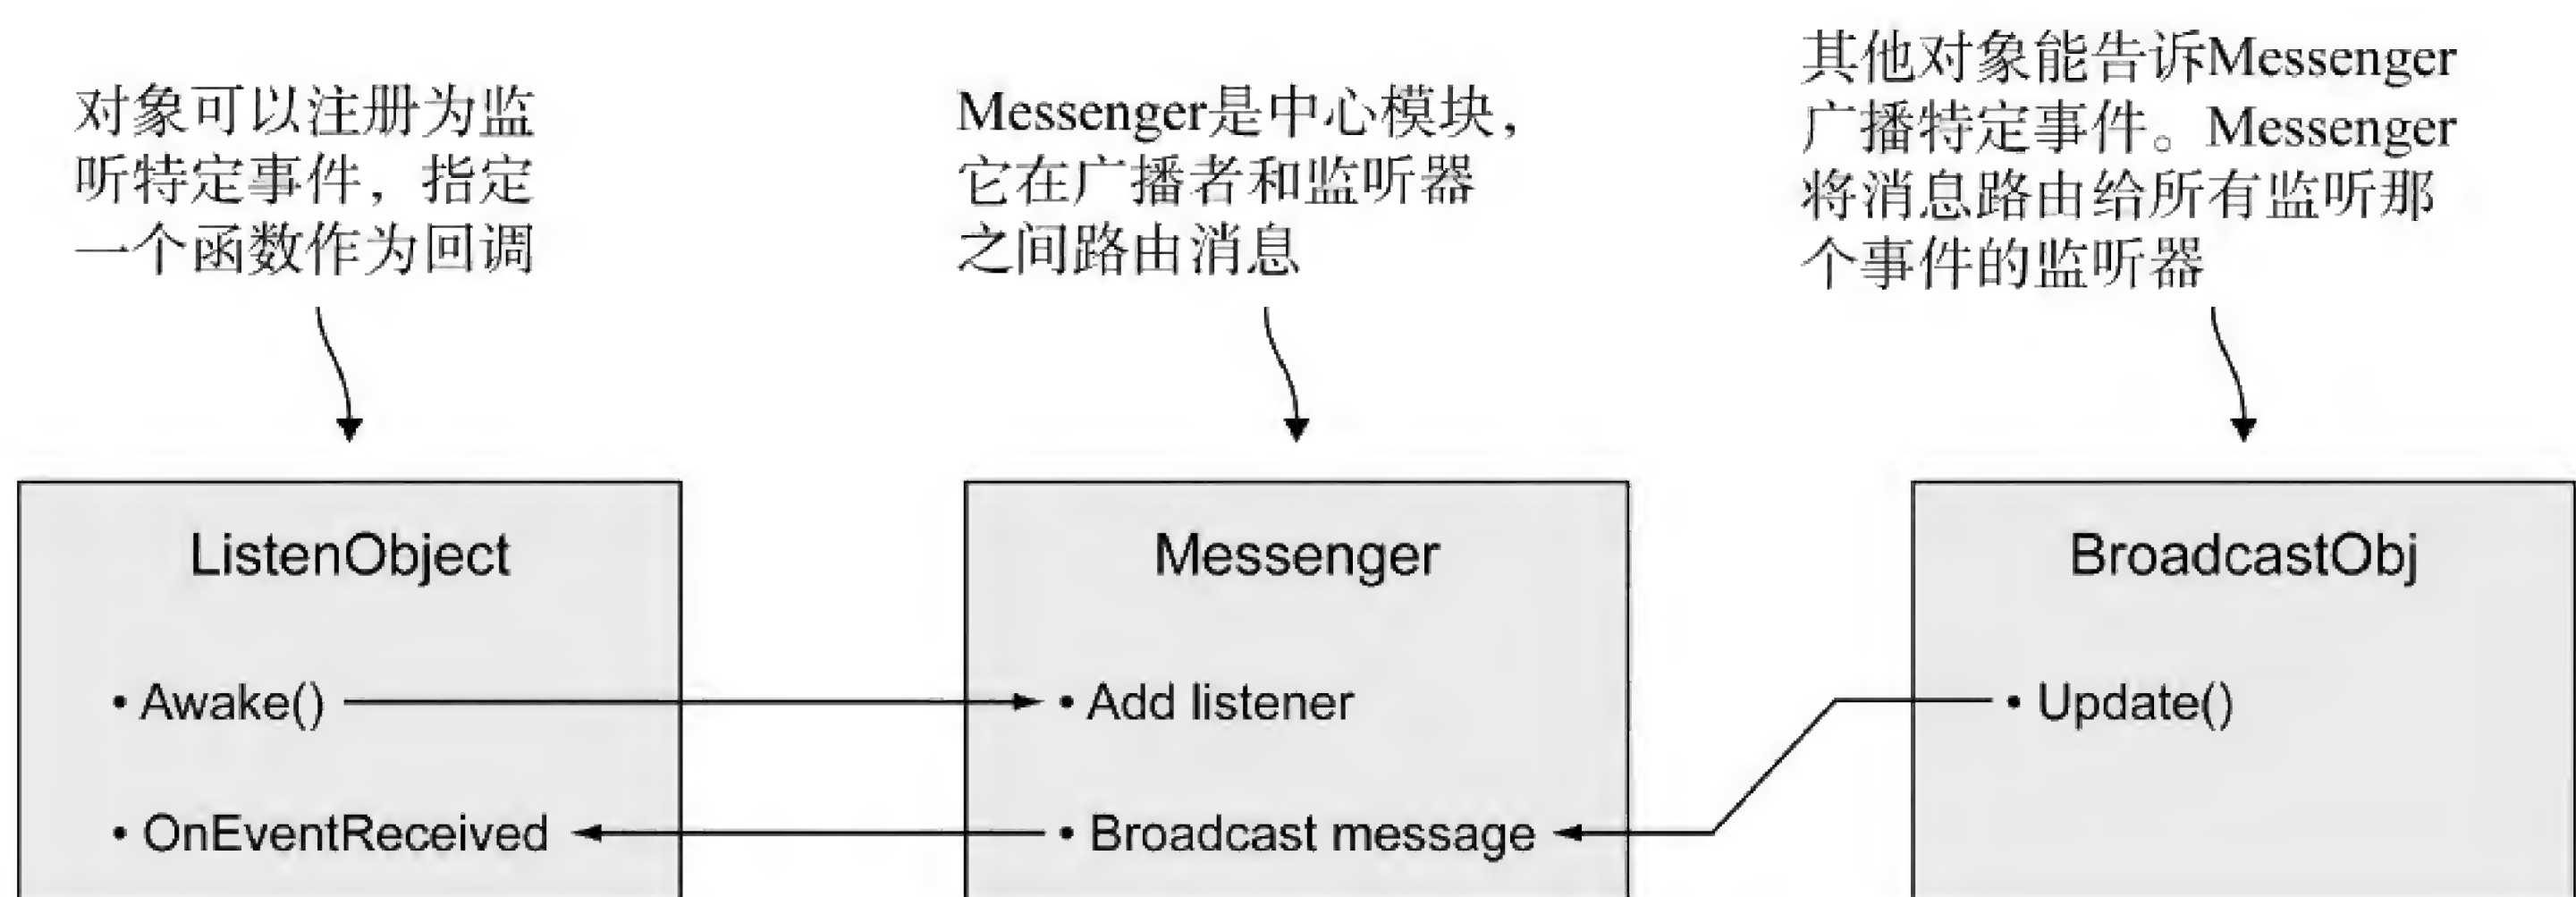 对象可以注册为监
听特定事件，指定
一个函数作为回调
Messenger是中心模块，
它在广播者和监听器
之间路由消息
其他对象能告诉Messenger
广播特定事件。Messenger
将消息路由给所有监听那
个事件的监听器
ListenObject
• Awake()
• OnEventReceived
Messenger
• Add listener
• Broadcast message
BroadcastObj
• Update()